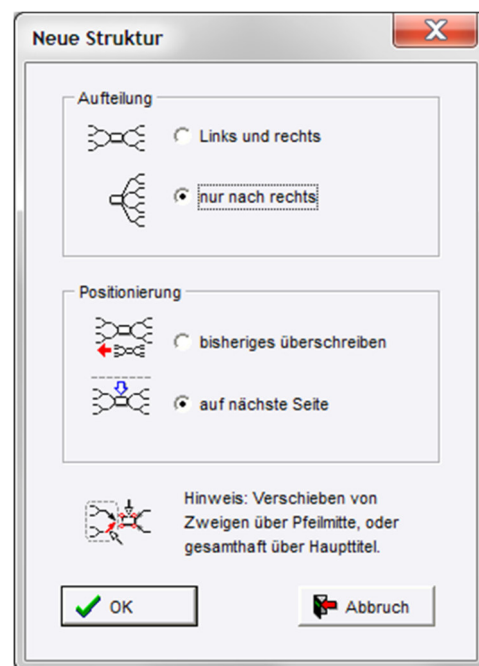 Neue Struktur
Aufteilung
Links und rechts
nur nach rechts
Positionierung
bisheriges überschreiben
auf nächste Seite
Hinweis: Verschieben von
Zweigen über Pfeilmitte, oder
gesamthaft über Haupttitel.
OK
Abbruch